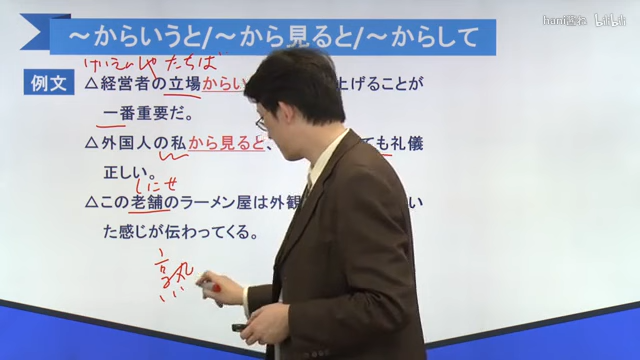 hani酱ね bilibili
～からいうと/～から見ると/～からして
けいえいしゃ たちば
例文
△経営者の立場からい 上げることが
一番重要だ。
△外国人の私から見ると、 ても礼儀
正しい。
しにせ
△この老舗のラーメン屋は外観 い
た感じが伝わってくる。
熟